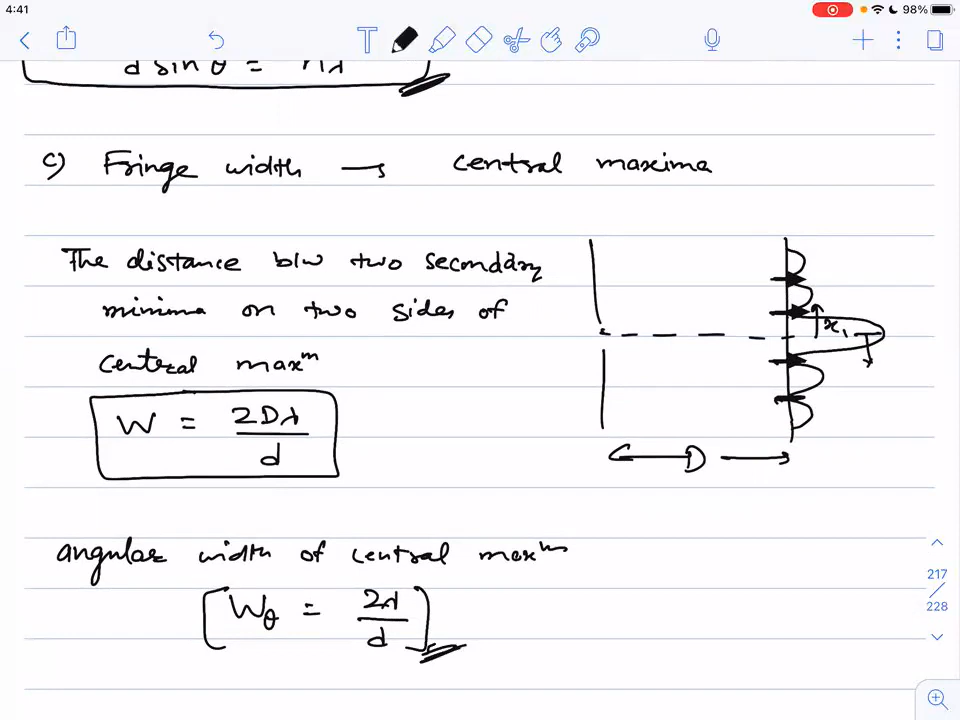 4:41
98%
T
d sin θ = nλ
c) Fringe width → central maxima
The distance b/w two secondary
minima on two sides of
central maxᵐ
W = 2Dλ/d
x₁
D
angular width of central maxᵐ
[Wθ = 2λ/d]
217
/
228